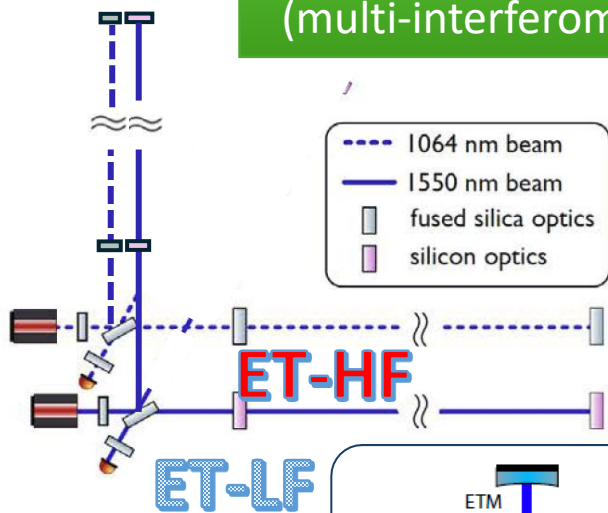 (multi-interferom
1064 nm beam
1550 nm beam
fused silica optics
silicon optics
ET-HF
ET-LF
ETM